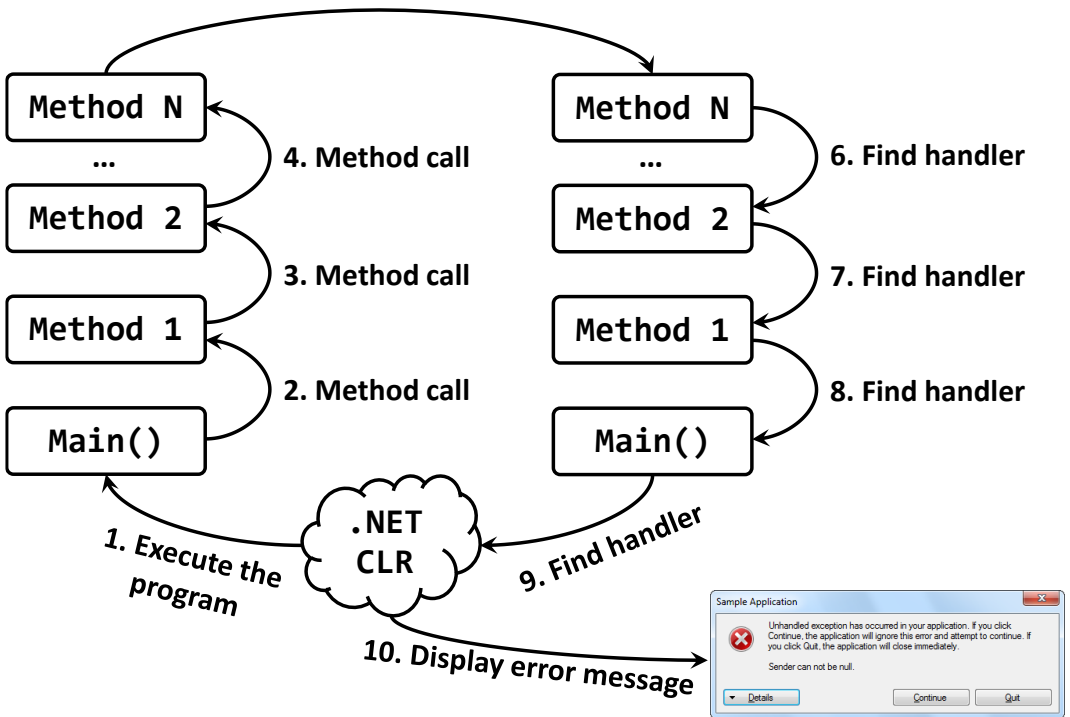 Method N
...
4. Method call
Method 2
3. Method call
Method 1
2. Method call
Main()
1. Execute the
program
.NET
CLR
Method N
...
6. Find handler
Method 2
7. Find handler
Method 1
8. Find handler
Main()
9. Find handler
10. Display error message
Sample Application
Unhandled exception has occurred in your application. If you click
Continue, the application will ignore this error and attempt to continue. If
you click Quit, the application will close immediately.
Sender can not be null.
Details
Continue
Quit